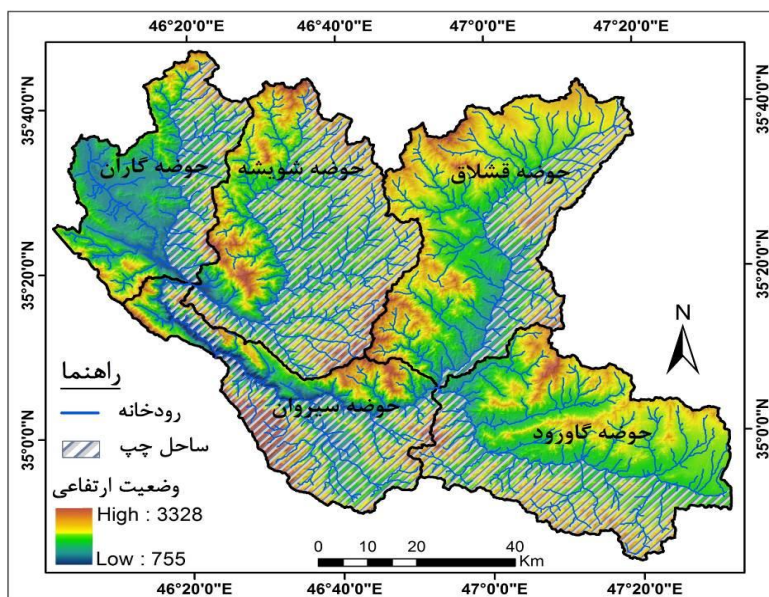 46°20'0"E 46°40'0"E 47°0'0"E 47°20'0"E
35°40'0"N 35°40'0"N
35°20'0"N 35°20'0"N
35°0'0"N 35°0'0"N
حوضه گاران
حوضه شویشه
حوضه قشلاق
حوضه سیروان
حوضه گاورود
N
راهنما
رودخانه
ساحل چپ
وضعیت ارتفاعی
High : 3328
Low : 755
0 10 20 40
Km
46°20'0"E 46°40'0"E 47°0'0"E 47°20'0"E